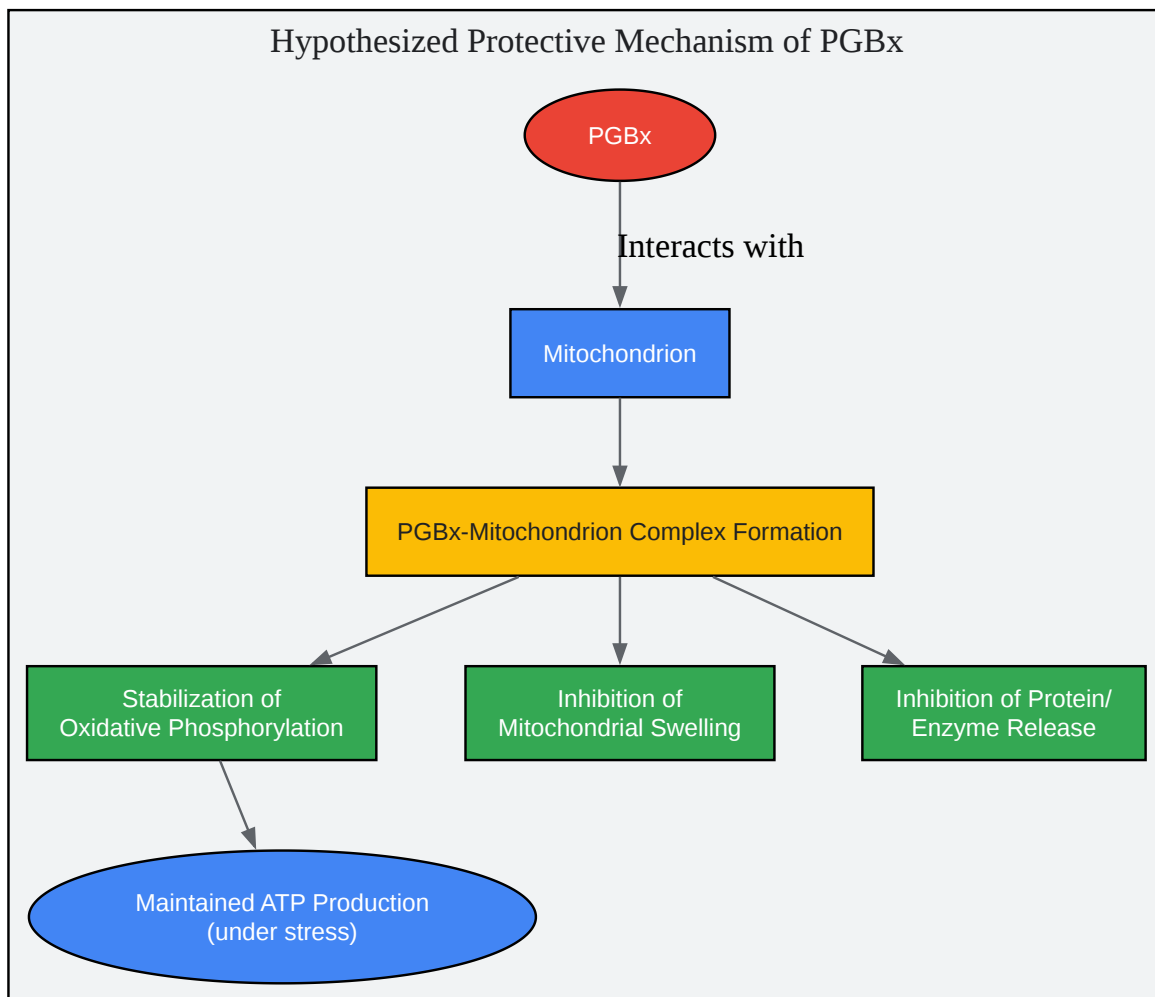 Hypothesized Protective Mechanism of PGBx
PGBx
Interacts with
Mitochondrion
PGBx-Mitochondrion Complex Formation
Stabilization of
Oxidative Phosphorylation
Inhibition of
Mitochondrial Swelling
Inhibition of Protein/
Enzyme Release
Maintained ATP Production
(under stress)